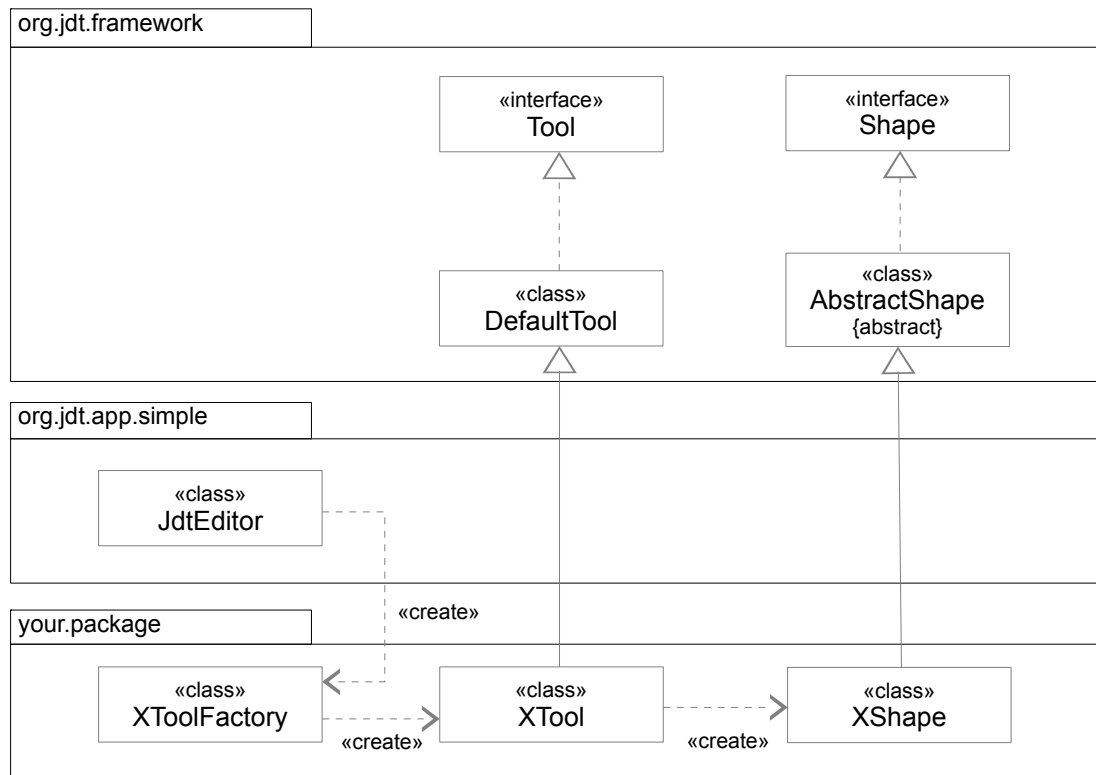 org.jdt.framework
«interface»
Tool
«interface»
Shape
«class»
DefaultTool
«class»
AbstractShape
{abstract}
org.jdt.app.simple
«class»
JdtEditor
«create»
your.package
«class»
XToolFactory
«create»
«class»
XTool
«create»
«class»
XShape